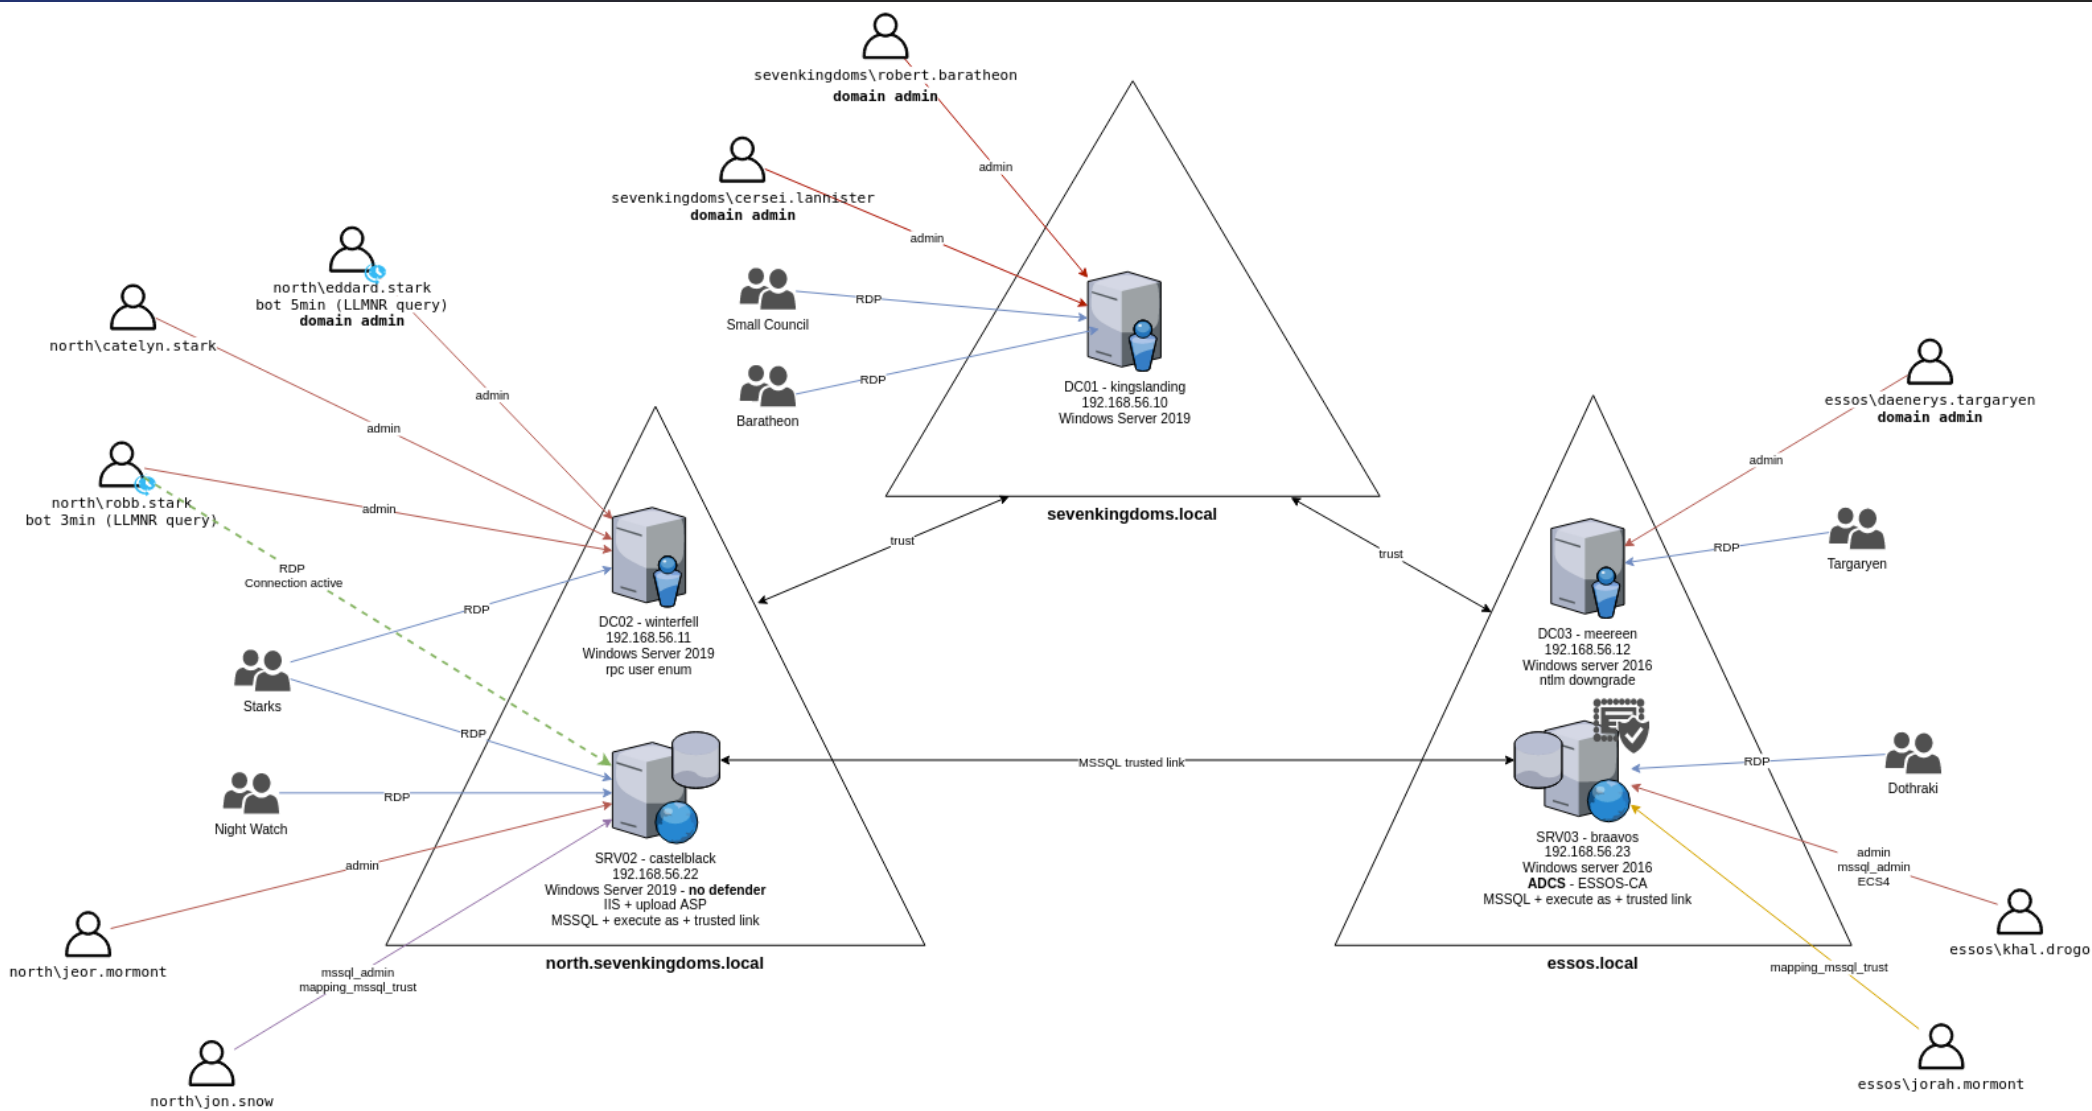 sevenkingdoms\robert.baratheon
domain admin
admin
sevenkingdoms\cersei.lannister
domain admin
admin
Small Council
RDP
Baratheon
RDP
DC01 - kingslanding
192.168.56.10
Windows Server 2019
sevenkingdoms.local
trust
trust
north\eddard.stark
bot 5min (LLMNR query)
domain admin
admin
north\catelyn.stark
admin
north\robb.stark
bot 3min (LLMNR query)
admin
RDP
Connection active
Starks
RDP
RDP
Night Watch
RDP
north\jeor.mormont
admin
north\jon.snow
mssql_admin
mapping_mssql_trust
DC02 - winterfell
192.168.56.11
Windows Server 2019
rpc user enum
SRV02 - castelblack
192.168.56.22
Windows Server 2019 - no defender
IIS + upload ASP
MSSQL + execute as + trusted link
north.sevenkingdoms.local
MSSQL trusted link
essos\daenerys.targaryen
domain admin
admin
Targaryen
RDP
DC03 - meereen
192.168.56.12
Windows server 2016
ntlm downgrade
Dothraki
RDP
SRV03 - braavos
192.168.56.23
Windows server 2016
ADCS - ESSOS-CA
MSSQL + execute as + trusted link
admin
mssql_admin
ECS4
essos\khal.drogo
mapping_mssql_trust
essos\jorah.mormont
essos.local